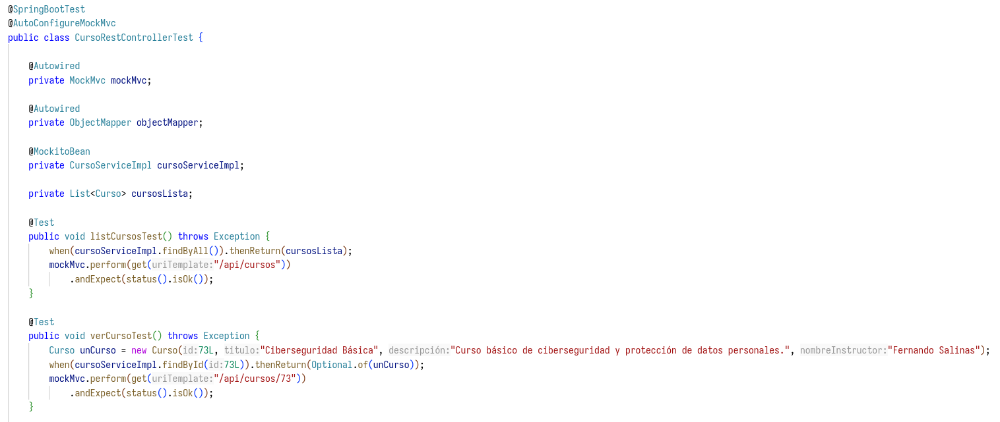 @SpringBootTest
@AutoConfigureMockMvc
public class CursoRestControllerTest {
@Autowired
private MockMvc mockMvc;
@Autowired
private ObjectMapper objectMapper;
@MockitoBean
private CursoServiceImpl cursoServiceImpl;
private List<Curso> cursosLista;
@Test
public void listCursosTest() throws Exception {
when(cursoServiceImpl.findByAll()).thenReturn(cursosLista);
mockMvc.perform(get(uriTemplate:"/api/cursos"))
.andExpect(status().isOk());
}
@Test
public void verCursoTest() throws Exception {
Curso unCurso = new Curso(id:73L, titulo:"Ciberseguridad Básica", descripción:"Curso básico de ciberseguridad y protección de datos personales.", nombreInstructor:"Fernando Salinas");
when(cursoServiceImpl.findById(id:73L)).thenReturn(Optional.of(unCurso));
mockMvc.perform(get(uriTemplate:"/api/cursos/73"))
.andExpect(status().isOk());
}